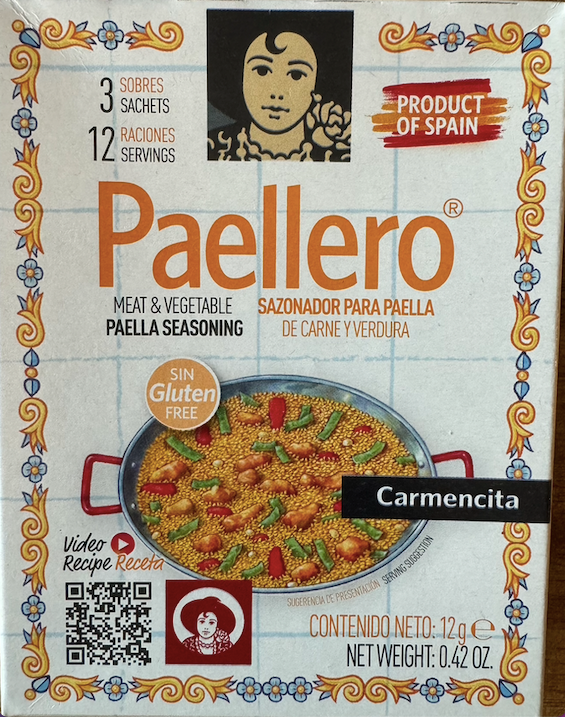 3 SOBRES
SACHETS
12 RACIONES
SERVINGS
PRODUCT
OF SPAIN
Paellero®
MEAT & VEGETABLE
PAELLA SEASONING
SAZONADOR PARA PAELLA
DE CARNE Y VERDURA
SIN
Gluten
FREE
Carmencita
Video
Recipe Receta
SUGERENCIA DE PRESENTACIÓN SERVING SUGGESTION
CONTENIDO NETO: 12 g ℮
NET WEIGHT: 0.42 OZ.